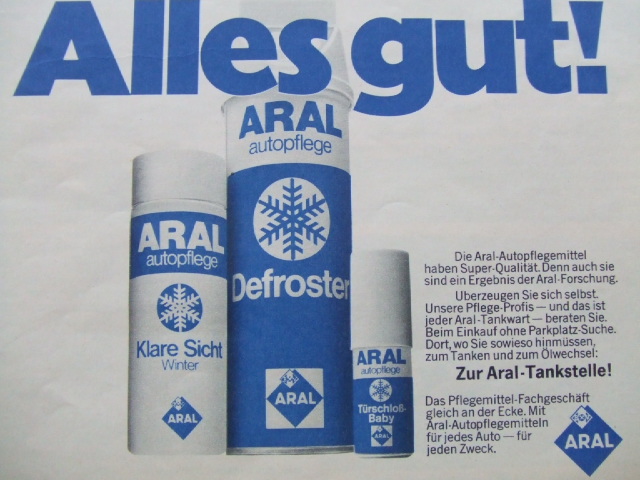 Alles gut!
ARAL
autopflege
Defroster
ARAL
ARAL
autopflege
Klare Sicht
Winter
ARAL
ARAL
autopflege
Türschloß-
Baby
ARAL
Die Aral-Autopflegemittel
haben Super-Qualität. Denn auch sie
sind ein Ergebnis der Aral-Forschung.
Uberzeugen Sie sich selbst.
Unsere Pflege-Profis — und das ist
jeder Aral-Tankwart — beraten Sie.
Beim Einkauf ohne Parkplatz-Suche.
Dort, wo Sie sowieso hinmüssen,
zum Tanken und zum Ölwechsel:
Zur Aral-Tankstelle!
Das Pflegemittel-Fachgeschäft
gleich an der Ecke. Mit
Aral-Autopflegemitteln
für jedes Auto — für
jeden Zweck.
ARAL